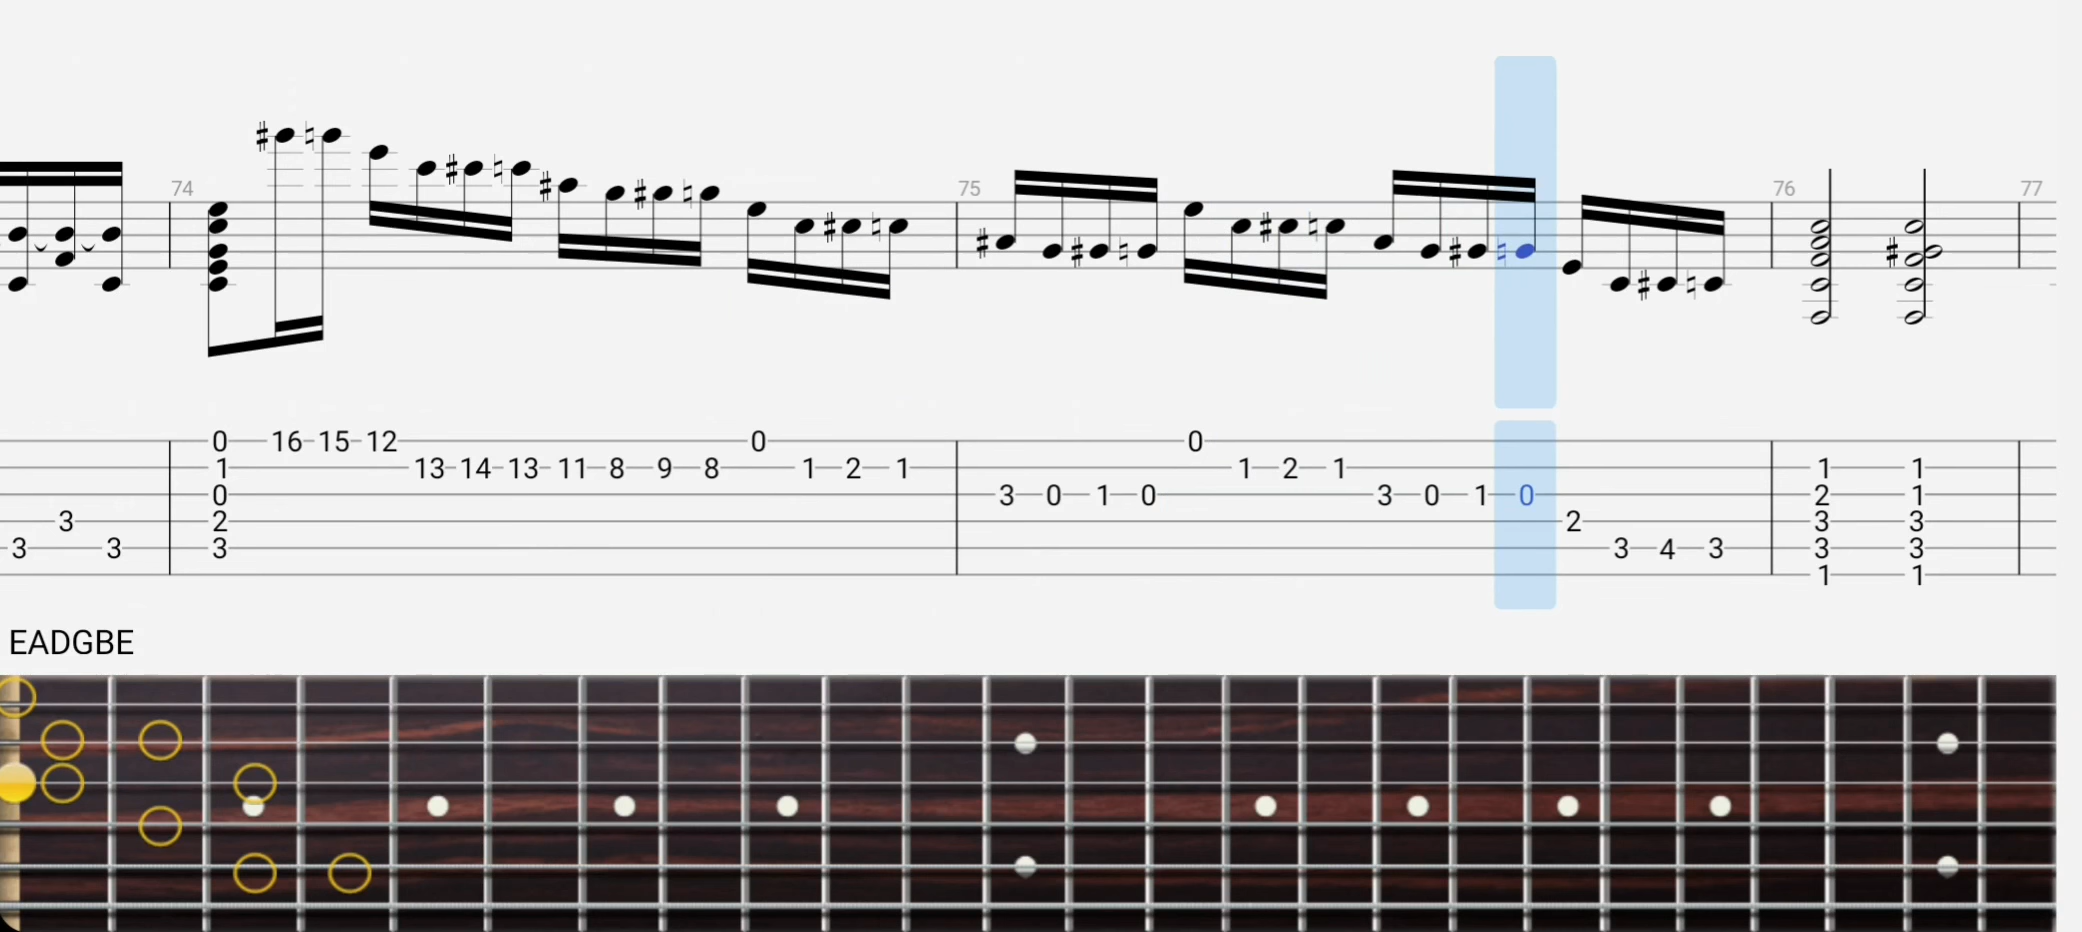 74 75 76 77
0 16 15 12 0 0
1 13 14 13 11 8 9 8 1 2 1 1 2 1 1 1
0 3 0 1 0 3 0 1 0 2 1
3 2 2 3 3
3 3 3 3 4 3 3 3
1 1
EADGBE